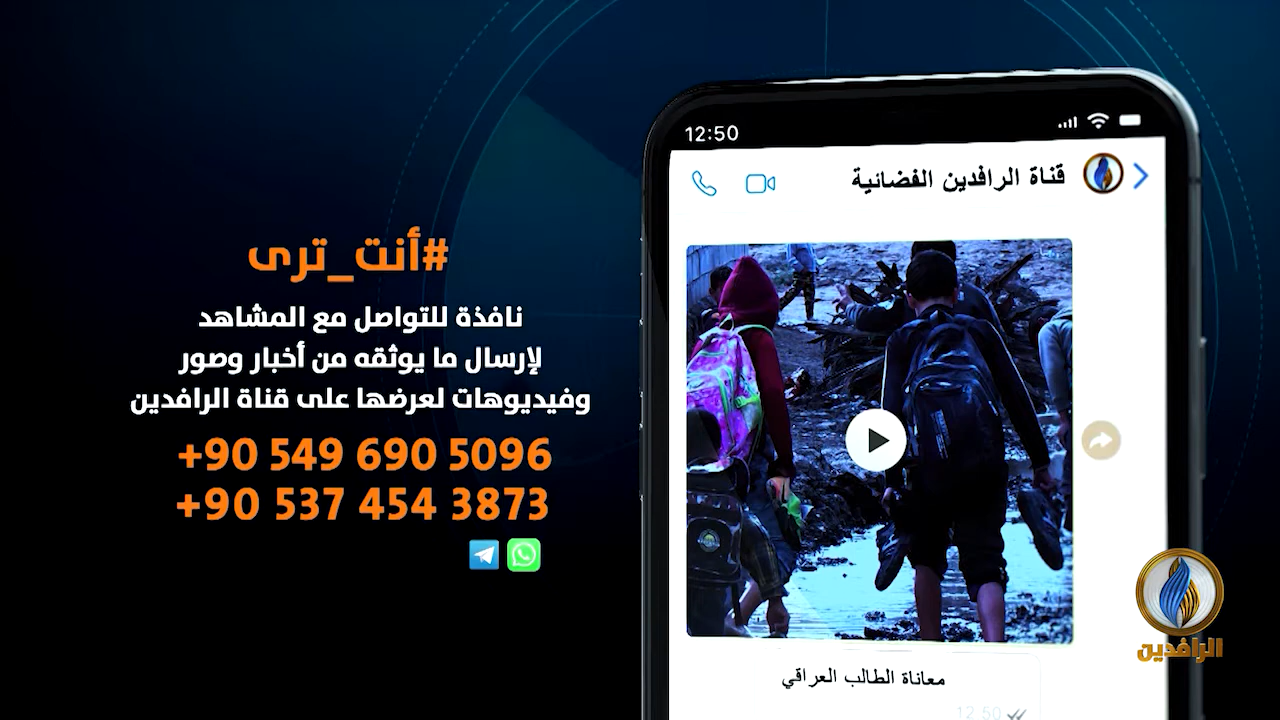 #أنت_ترى
نافذة للتواصل مع المشاهد
لإرسال ما يوثقه من أخبار وصور
وفيديوهات لعرضها على قناة الرافدين
+90 549 690 5096
+90 537 454 3873
12:50
قناة الرافدين الفضائية
معاناة الطالب العراقي
12:50
الرافدين